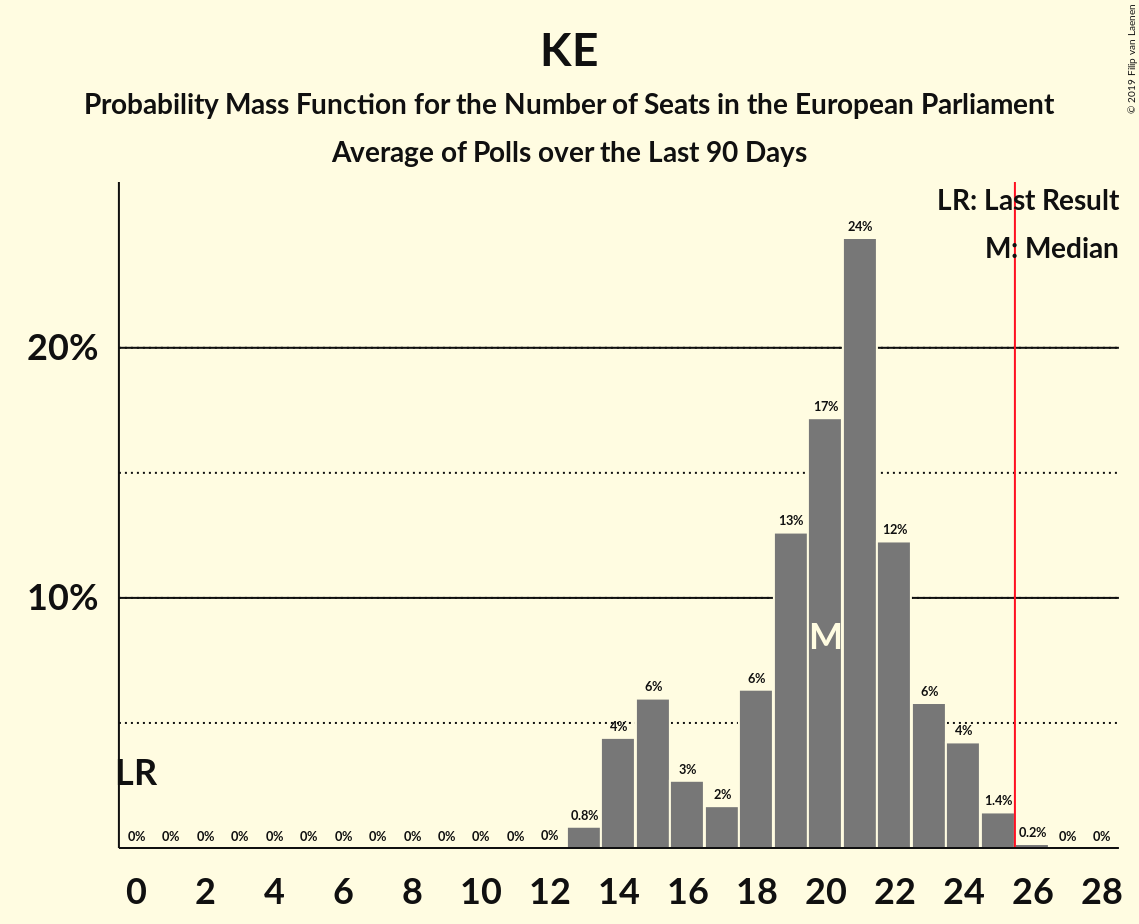 KE
Probability Mass Function for the Number of Seats in the European Parliament
Average of Polls over the Last 90 Days
© 2019 Filip van Laenen
LR: Last Result
M: Median
24%
20%
17%
13%
12%
10%
M
6%
6%
6%
4%
4%
3%
2%
LR
1.4%
0.8%
0.2%
0% 0% 0% 0% 0% 0% 0% 0% 0% 0% 0% 0% 0% 0% 0%
0 2 4 6 8 10 12 14 16 18 20 22 24 26 28